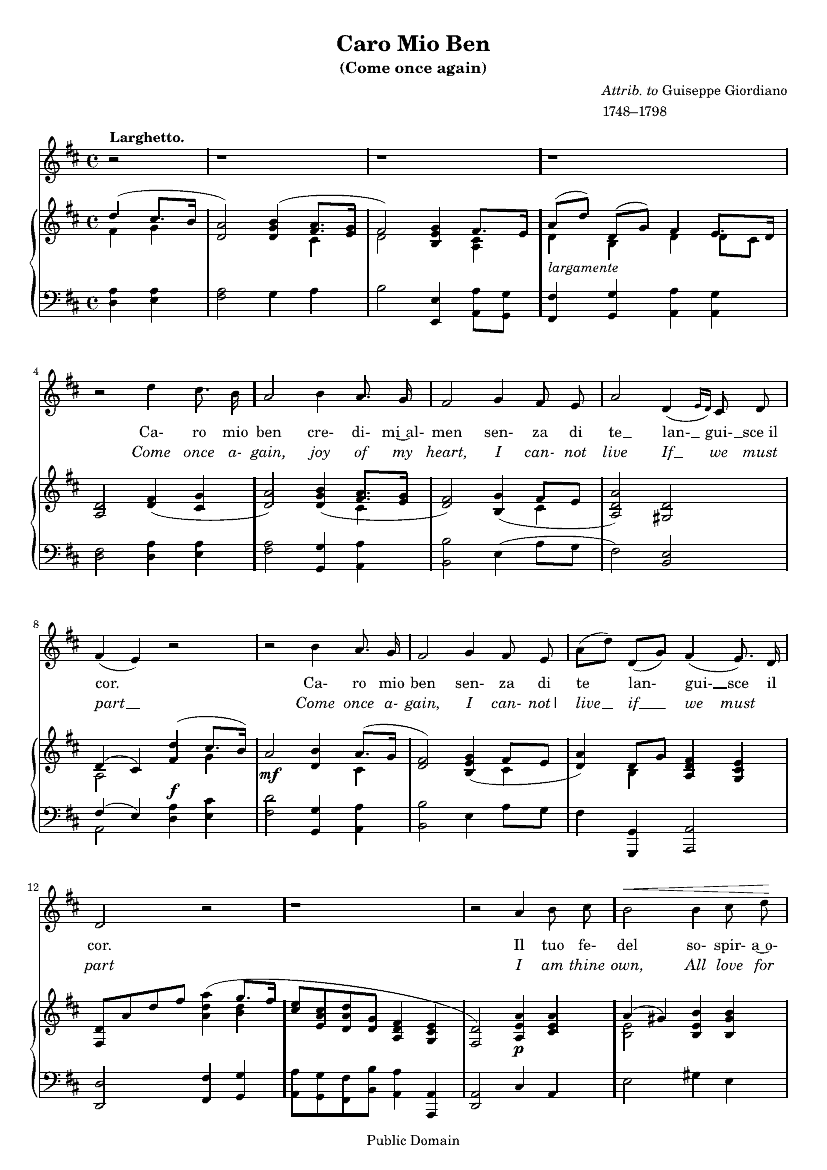 Caro Mio Ben
(Come once again)
Attrib. to Guiseppe Giordiano
1748–1798
Larghetto.
largamente
4
Ca- ro mio ben cre- di- mi al- men sen- za di te lan- gui- sce il
Come once a- gain, joy of my heart, I can- not live If we must
8
cor. Ca- ro mio ben sen- za di te lan- gui- sce il
part Come once a- gain, I can- not live if we must
f
mf
12
cor. Il tuo fe- del so- spir- a o-
part I am thine own, All love for
p
Public Domain